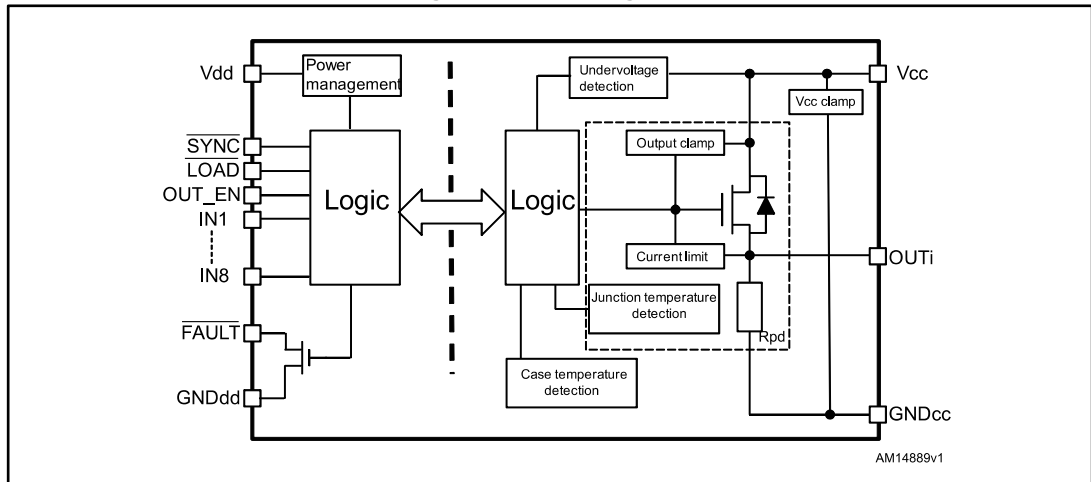 Vdd
Power
management
SYNC
LOAD
OUT_EN
IN1
IN8
FAULT
GNDdd
Logic
Logic
Undervoltage
detection
Vcc
Vcc clamp
Output clamp
Current limit
OUTi
Junction temperature
detection
Rpd
Case temperature
detection
GNDcc
AM14889v1